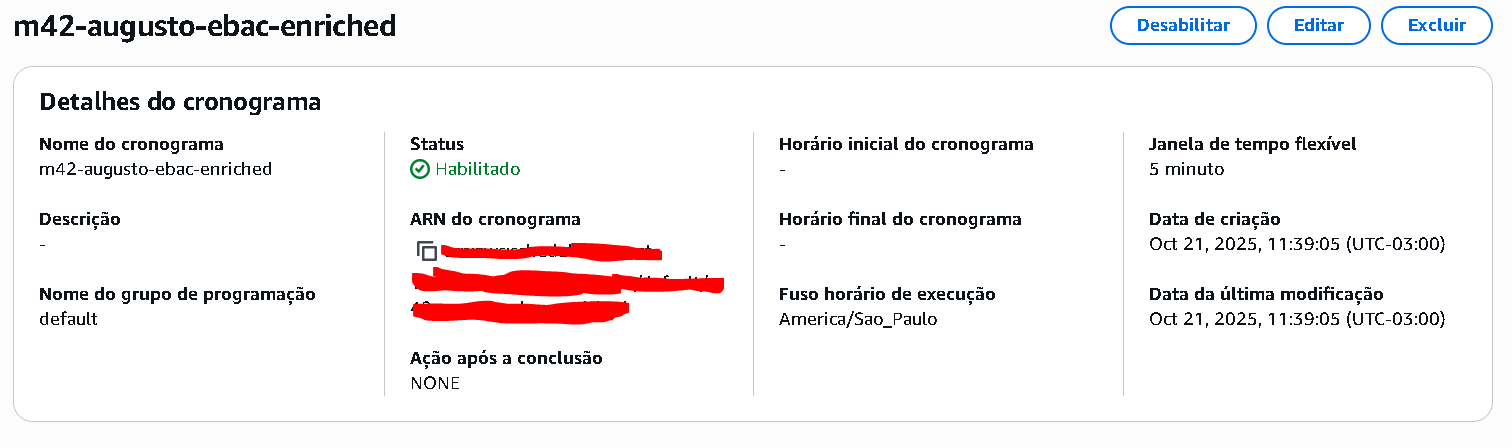 m42-augusto-ebac-enriched
Desabilitar
Editar
Excluir
Detalhes do cronograma
Nome do cronograma
m42-augusto-ebac-enriched
Descrição
-
Nome do grupo de programação
default
Status
Habilitado
ARN do cronograma
Ação após a conclusão
NONE
Horário inicial do cronograma
-
Horário final do cronograma
-
Fuso horário de execução
America/Sao_Paulo
Janela de tempo flexível
5 minuto
Data de criação
Oct 21, 2025, 11:39:05 (UTC-03:00)
Data da última modificação
Oct 21, 2025, 11:39:05 (UTC-03:00)